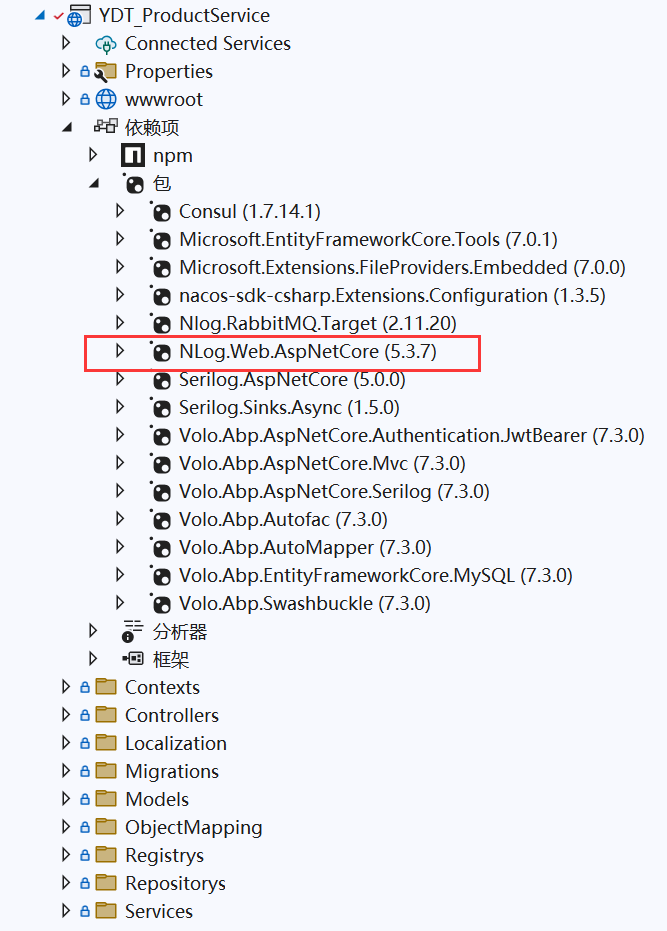 YDT_ProductService
Connected Services
Properties
wwwroot
依赖项
npm
包
Consul (1.7.14.1)
Microsoft.EntityFrameworkCore.Tools (7.0.1)
Microsoft.Extensions.FileProviders.Embedded (7.0.0)
nacos-sdk-csharp.Extensions.Configuration (1.3.5)
Nlog.RabbitMQ.Target (2.11.20)
NLog.Web.AspNetCore (5.3.7)
Serilog.AspNetCore (5.0.0)
Serilog.Sinks.Async (1.5.0)
Volo.Abp.AspNetCore.Authentication.JwtBearer (7.3.0)
Volo.Abp.AspNetCore.Mvc (7.3.0)
Volo.Abp.AspNetCore.Serilog (7.3.0)
Volo.Abp.Autofac (7.3.0)
Volo.Abp.AutoMapper (7.3.0)
Volo.Abp.EntityFrameworkCore.MySQL (7.3.0)
Volo.Abp.Swashbuckle (7.3.0)
分析器
框架
Contexts
Controllers
Localization
Migrations
Models
ObjectMapping
Registrys
Repositorys
Services